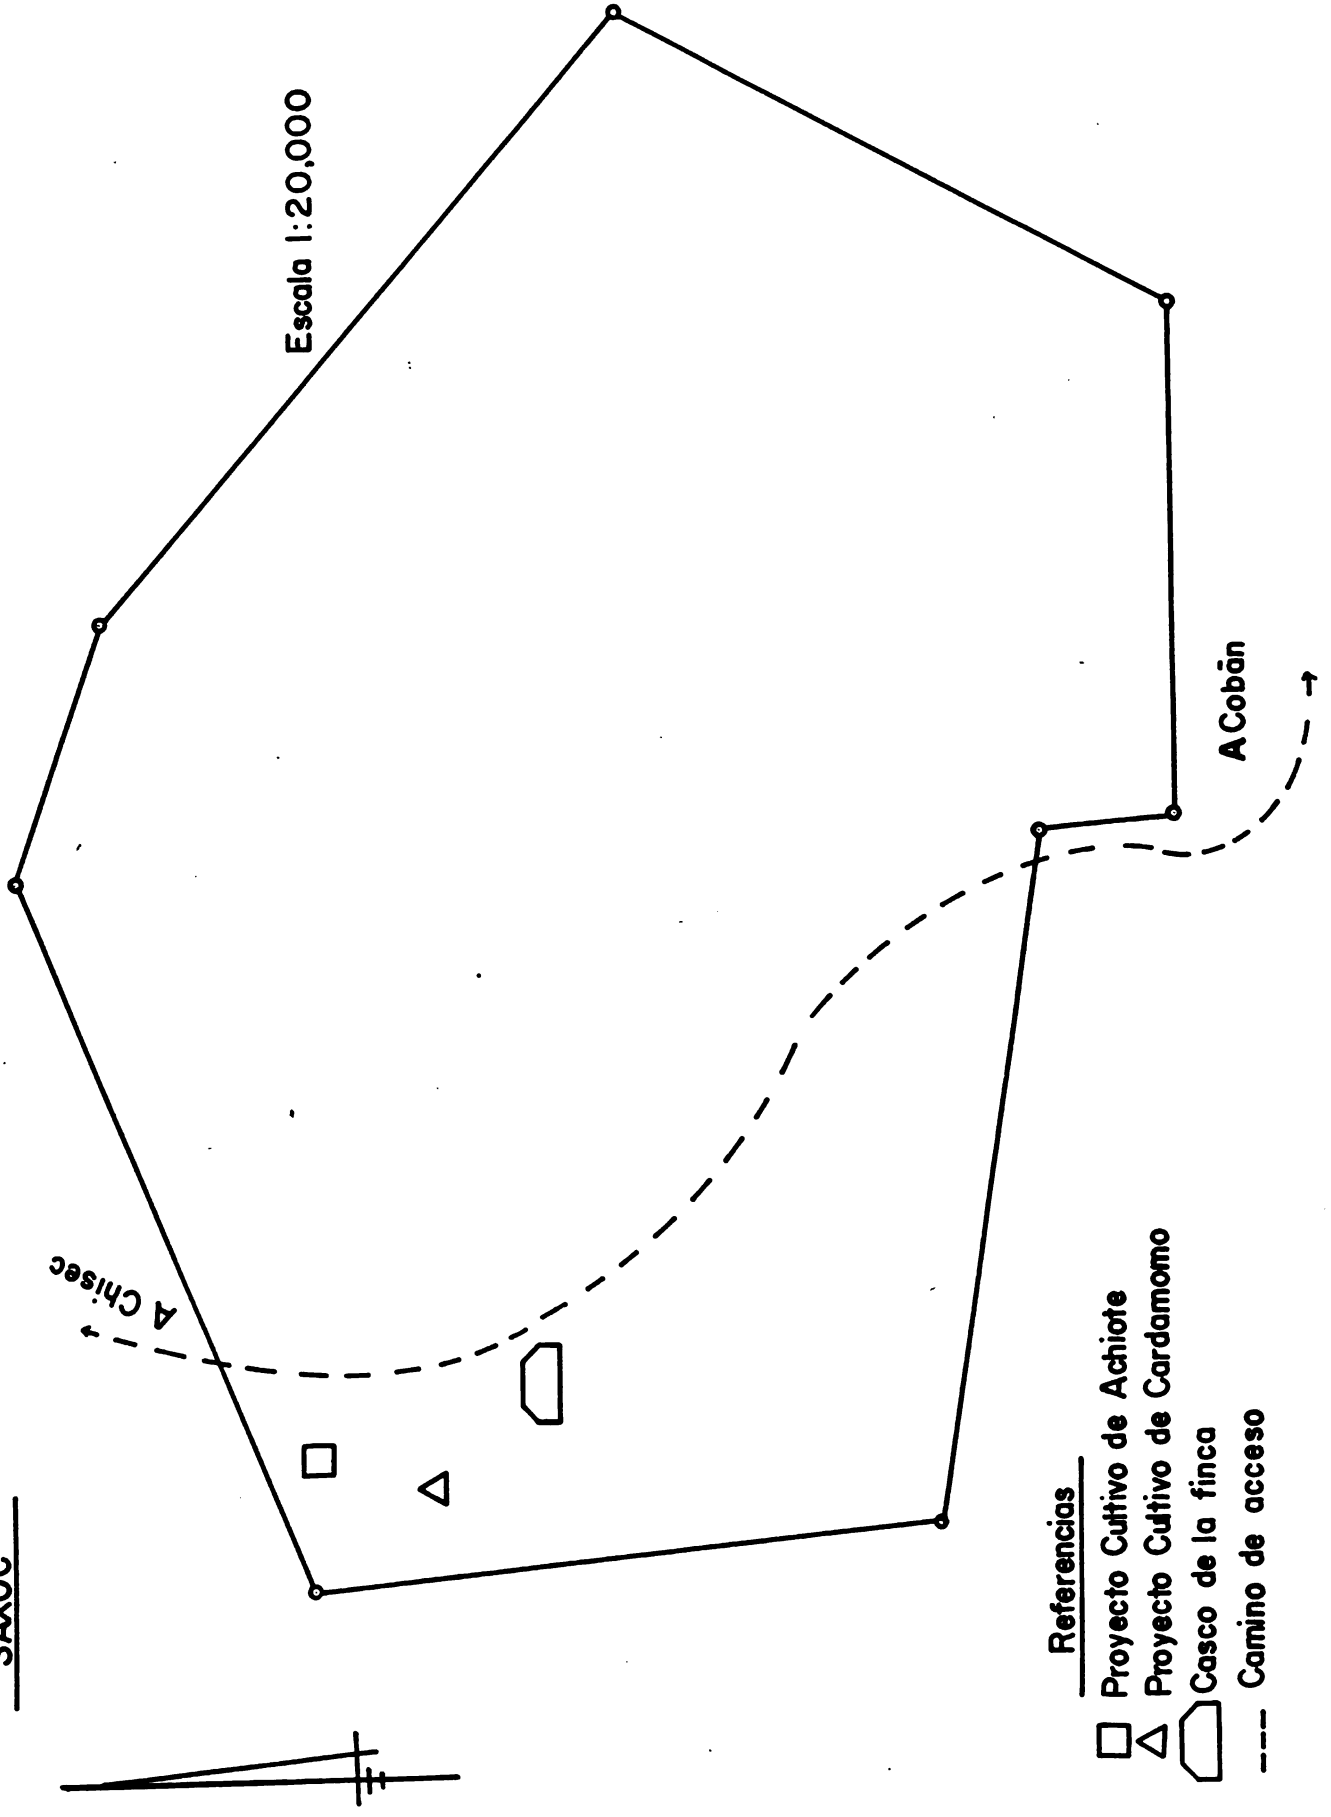 SAXOC
Escala 1:20,000
A Chisec
A Cobán
Referencias
Proyecto Cultivo de Achiote
Proyecto Cultivo de Cardamomo
Casco de la finca
Camino de acceso